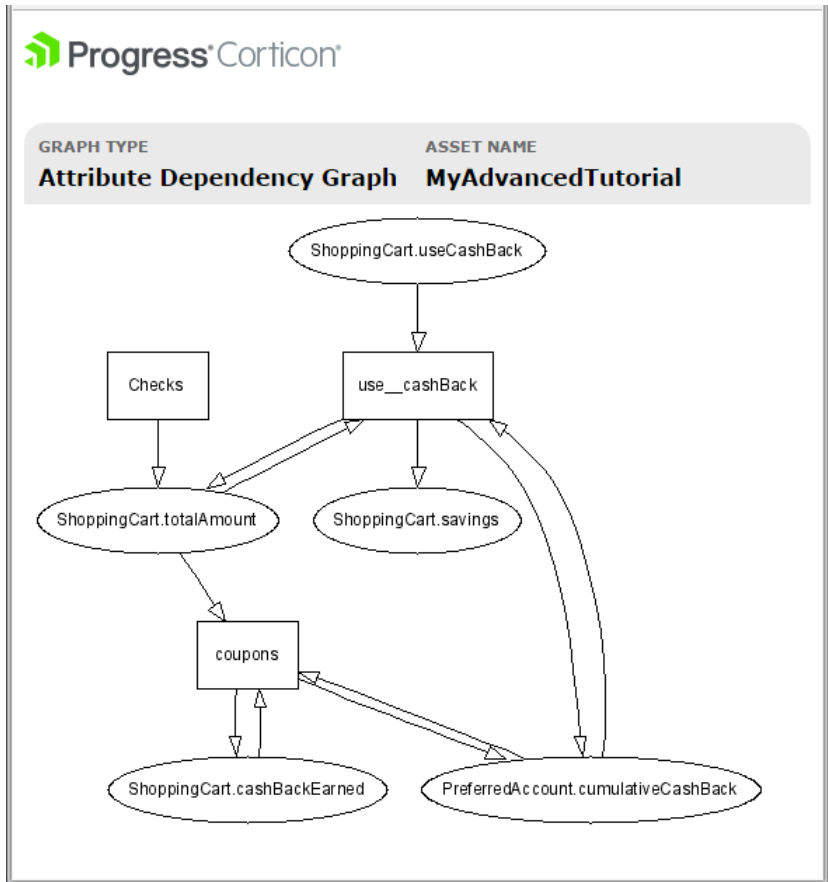 Progress® Corticon®
GRAPH TYPE
ASSET NAME
Attribute Dependency Graph
MyAdvancedTutorial
ShoppingCart.useCashBack
Checks
use__cashBack
ShoppingCart.totalAmount
ShoppingCart.savings
coupons
ShoppingCart.cashBackEarned
PreferredAccount.cumulativeCashBack